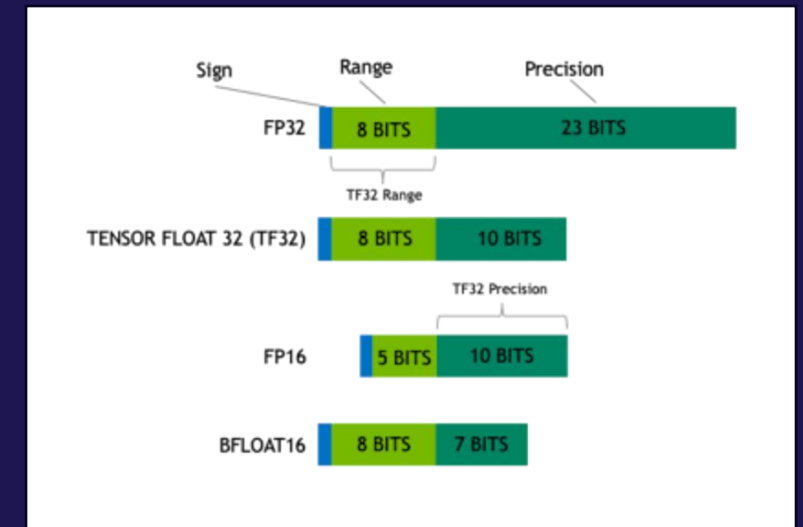 Sign
Range
Precision
FP32
8 BITS
23 BITS
TF32 Range
TENSOR FLOAT 32 (TF32)
8 BITS
10 BITS
TF32 Precision
FP16
5 BITS
10 BITS
BFLOAT16
8 BITS
7 BITS